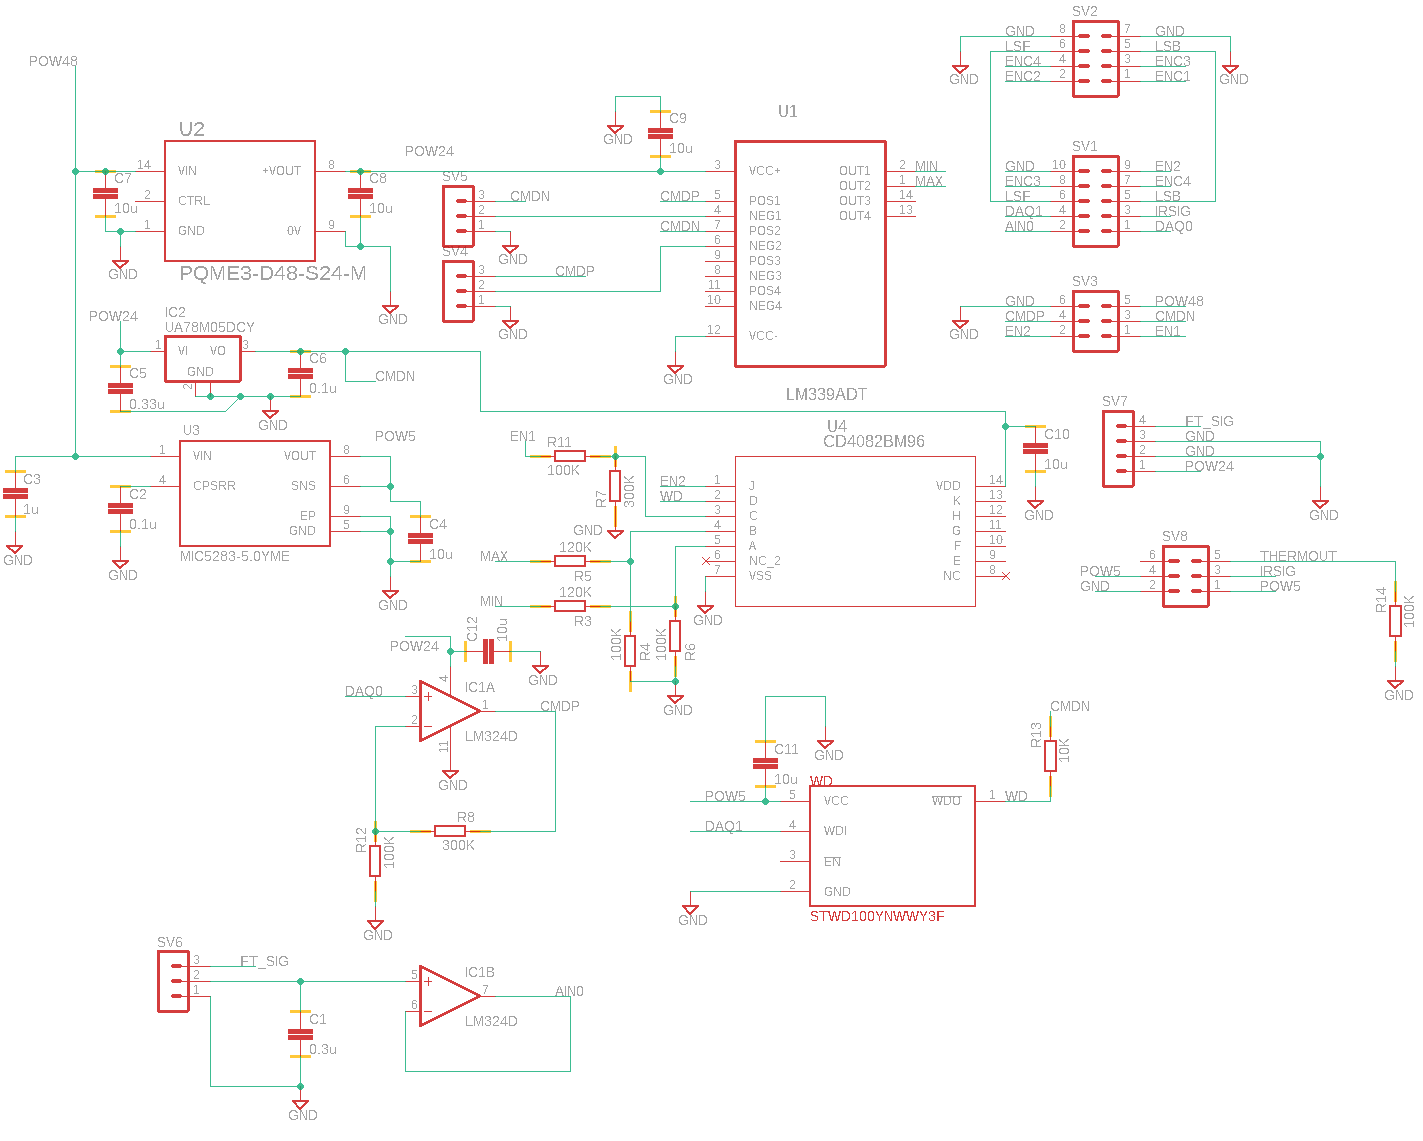 POW48
U2
14
VIN
+VOUT
8
C7
10u
2
CTRL
1
GND
0V
9
C8
10u
GND
PQME3-D48-S24-M
GND
POW24
SV5
3
CMDN
2
1
GND
SV4
3
CMDP
2
1
GND
GND
C9
10u
U1
3
VCC+
OUT1
2
MIN
OUT2
1
MAX
CMDP
5
POS1
OUT3
14
4
NEG1
OUT4
13
CMDN
7
POS2
6
NEG2
9
POS3
8
NEG3
11
POS4
10
NEG4
12
VCC-
GND
LM339ADT
SV2
GND
8
7
GND
LSF
6
5
LSB
ENC4
4
3
ENC3
ENC2
2
1
ENC1
GND
GND
SV1
GND
10
9
EN2
ENC3
8
7
ENC4
LSF
6
5
LSB
DAQ1
4
3
IRSIG
AIN0
2
1
DAQ0
SV3
GND
6
5
POW48
CMDP
4
3
CMDN
EN2
2
1
EN1
GND
POW24
IC2
UA78M05DCY
1
VI
VO
3
GND
2
C5
0.33u
C6
0.1u
CMDN
GND
U3
1
VIN
VOUT
8
4
CPSRR
SNS
6
EP
9
GND
5
MIC5283-5.0YME
POW5
C3
1u
GND
C2
0.1u
GND
C4
10u
GND
EN1
R11
100K
R7
300K
GND
MAX
120K
R5
MIN
120K
R3
100K
R4
100K
R6
GND
U4
CD4082BM96
EN2
1
J
VDD
14
WD
2
D
K
13
3
C
H
12
4
B
G
11
5
A
F
10
6
NC_2
E
9
7
VSS
NC
8
GND
C10
10u
GND
SV7
4
FT_SIG
3
GND
2
GND
1
POW24
GND
SV8
6
5
THERMOUT
POW5
4
3
IRSIG
GND
2
1
POW5
R14
100K
GND
POW24
C12
10u
GND
DAQ0
3
4
IC1A
1
CMDP
2
11
LM324D
GND
R12
100K
R8
300K
GND
C11
10u
GND
WD
POW5
5
VCC
WDO
1
WD
DAQ1
4
WDI
3
EN
2
GND
GND
STWD100YNWWY3F
CMDN
R13
10K
SV6
3
FT_SIG
2
1
C1
0.3u
GND
5
IC1B
7
AIN0
6
LM324D